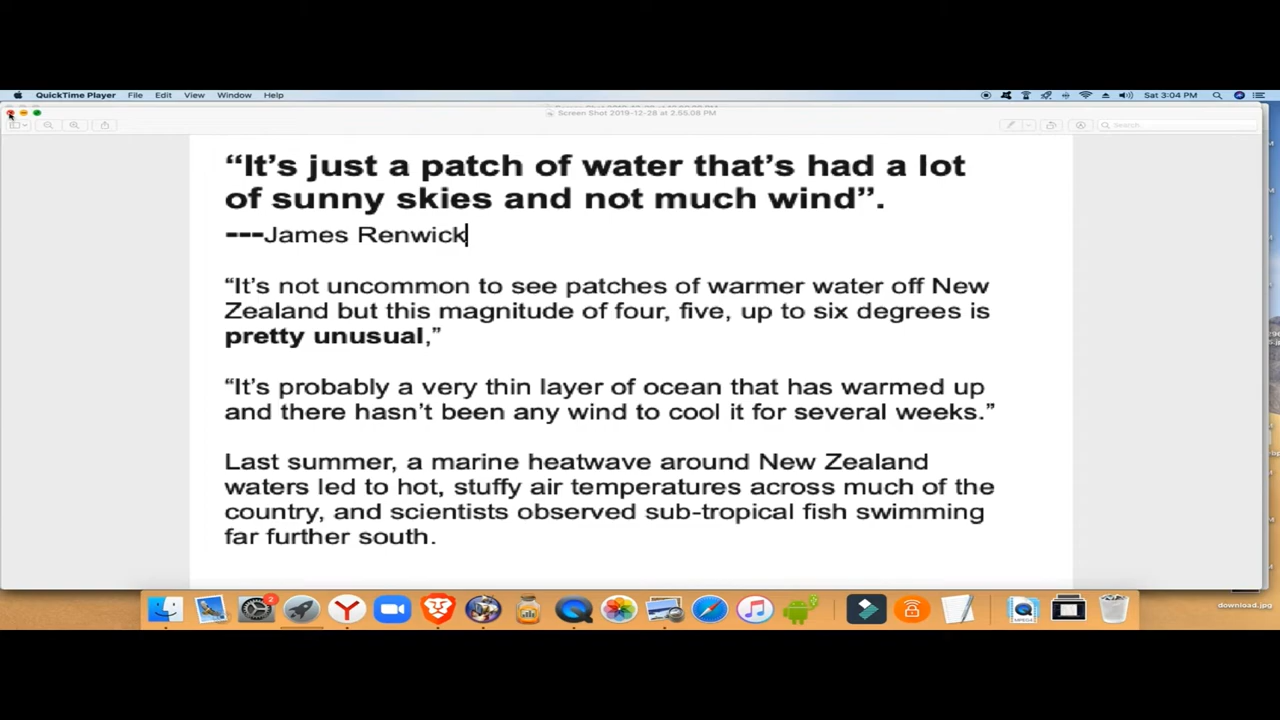 QuickTime Player File Edit View Window Help Sat 3:04 PM
Screen Shot 2019-12-28 at 2.55.08 PM
Search
“It’s just a patch of water that’s had a lot
of sunny skies and not much wind”.
---James Renwick
“It’s not uncommon to see patches of warmer water off New
Zealand but this magnitude of four, five, up to six degrees is
pretty unusual,”
“It’s probably a very thin layer of ocean that has warmed up
and there hasn’t been any wind to cool it for several weeks.”
Last summer, a marine heatwave around New Zealand
waters led to hot, stuffy air temperatures across much of the
country, and scientists observed sub-tropical fish swimming
far further south.
2
download.jpg